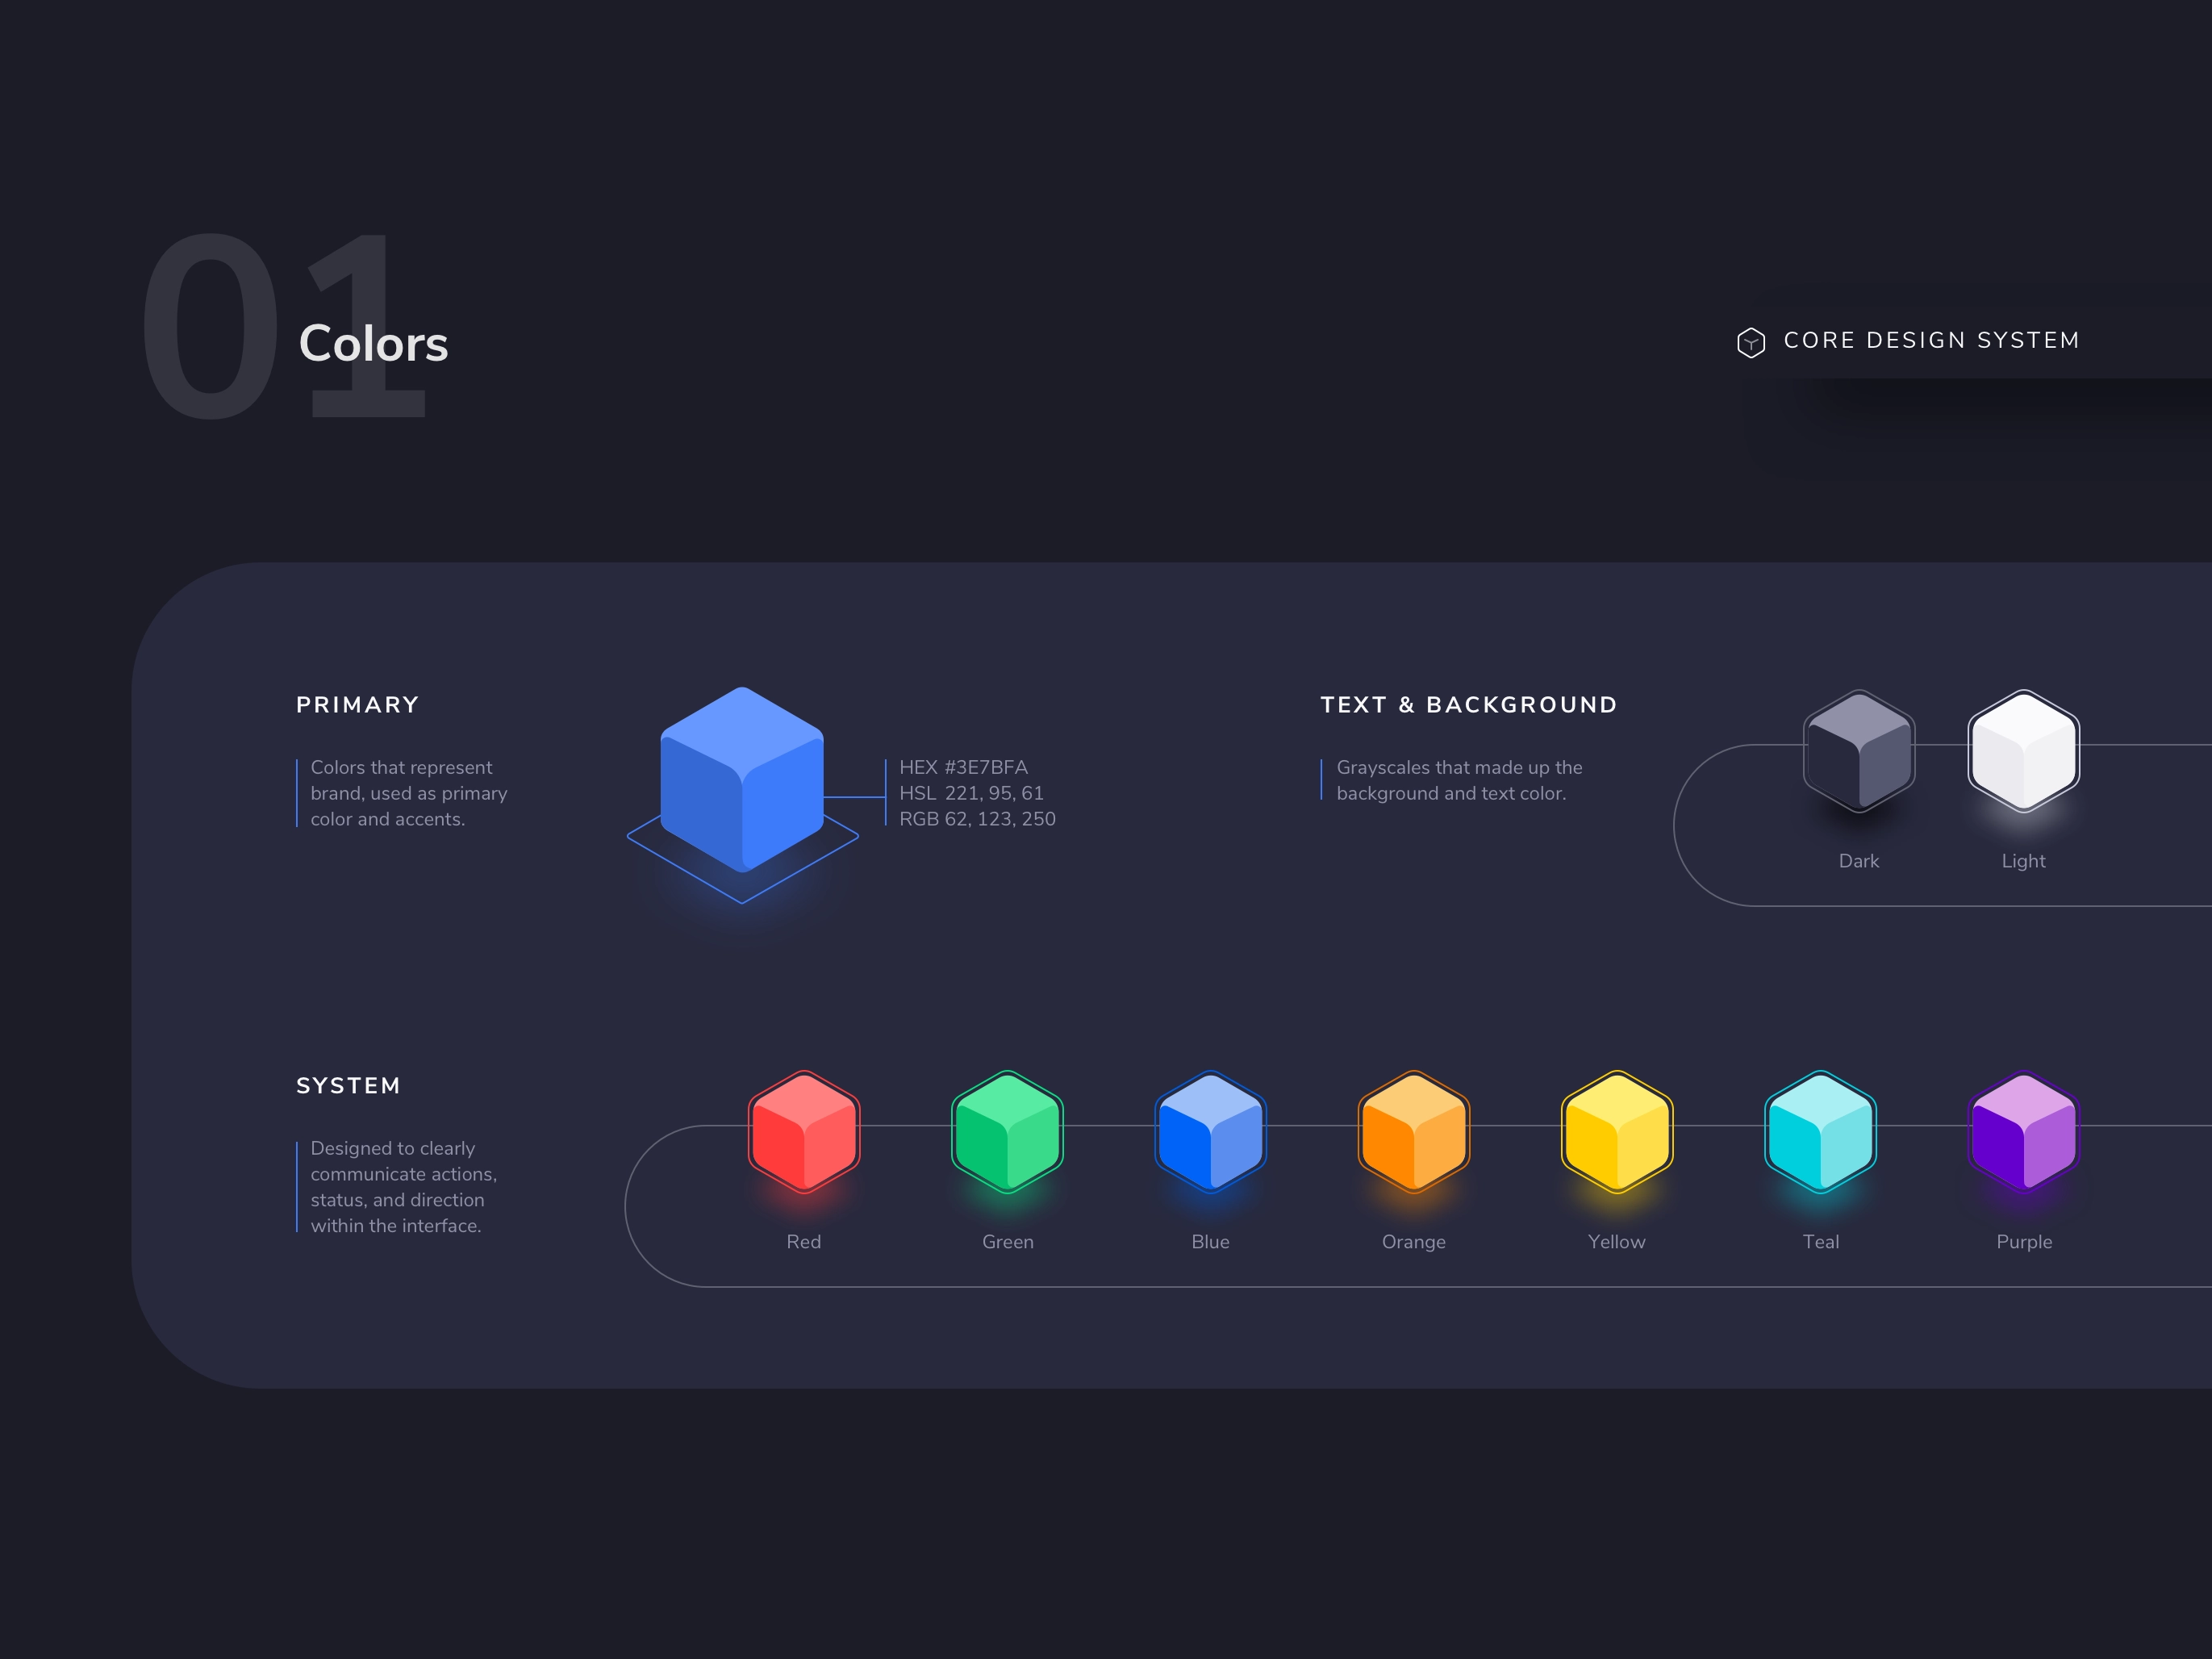 01
Colors
CORE DESIGN SYSTEM
PRIMARY
Colors that represent
brand, used as primary
color and accents.
HEX #3E7BFA
HSL 221, 95, 61
RGB 62, 123, 250
TEXT & BACKGROUND
Grayscales that made up the
background and text color.
Dark
Light
SYSTEM
Designed to clearly
communicate actions,
status, and direction
within the interface.
Red
Green
Blue
Orange
Yellow
Teal
Purple